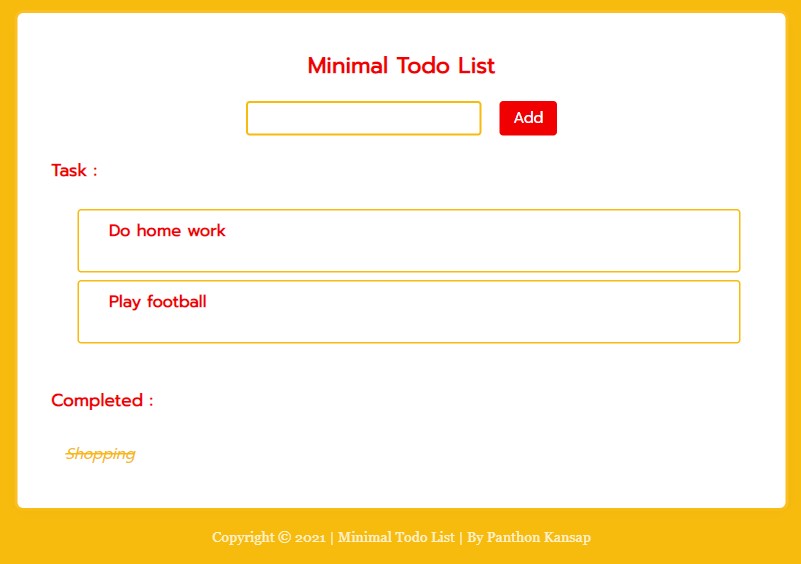 Minimal Todo List
Add
Task :
Do home work
Play football
Completed :
Shopping
Copyright © 2021 | Minimal Todo List | By Panthon Kansap